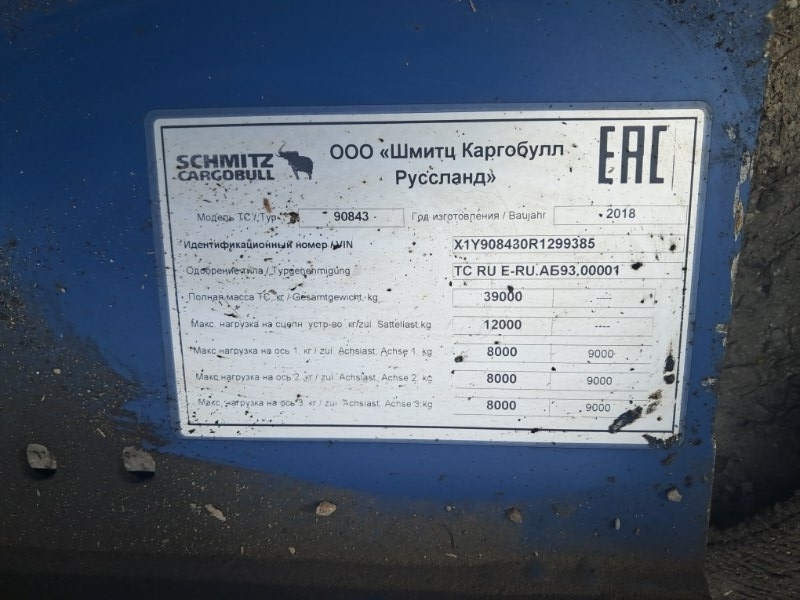 SCHMITZ
CARGOBULL
ООО «Шмитц Каргобулл
Руссланд»
EAC
Модель ТС / Typ 90843 Год изготовления / Baujahr 2018
Идентификационный номер / VIN X1Y908430R1299385
Одобрение типа / Typgenehmigung ТС RU Е-RU.АБ93.00001
Полная масса ТС, кг / Gesamtgewicht, kg 39000 ----
Макс. нагрузка на сцепн. устр-во, кг/zul. Sattellast,kg 12000 ----
Макс нагрузка на ось 1, кг / zul. Achslast, Achse 1, kg 8000 9000
Макс нагрузка на ось 2, кг / zul. Achslast, Achse 2, kg 8000 9000
Макс. нагрузка на ось 3, кг / zul. Achslast, Achse 3,kg 8000 9000